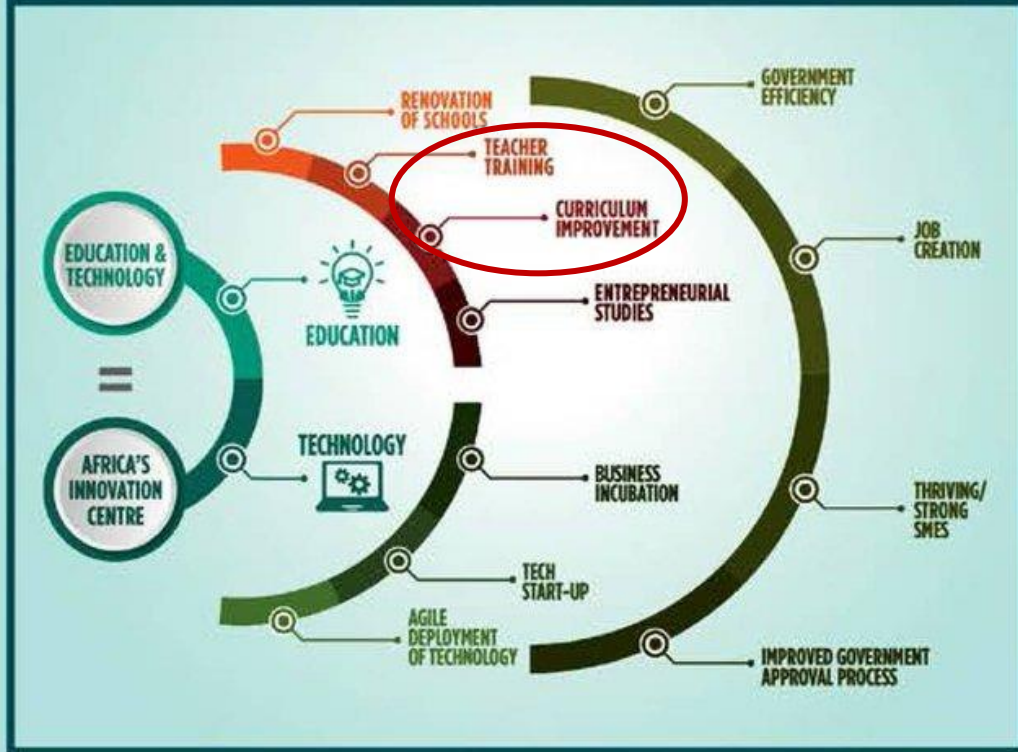 RENOVATION
OF SCHOOLS
TEACHER
TRAINING
CURRICULUM
IMPROVEMENT
ENTREPRENEURIAL
STUDIES
EDUCATION &
TECHNOLOGY
EDUCATION
=
AFRICA'S
INNOVATION
CENTRE
TECHNOLOGY
BUSINESS
INCUBATION
TECH
START-UP
AGILE
DEPLOYMENT
OF TECHNOLOGY
GOVERNMENT
EFFICIENCY
JOB
CREATION
THRIVING/
STRONG
SMES
IMPROVED GOVERNMENT
APPROVAL PROCESS